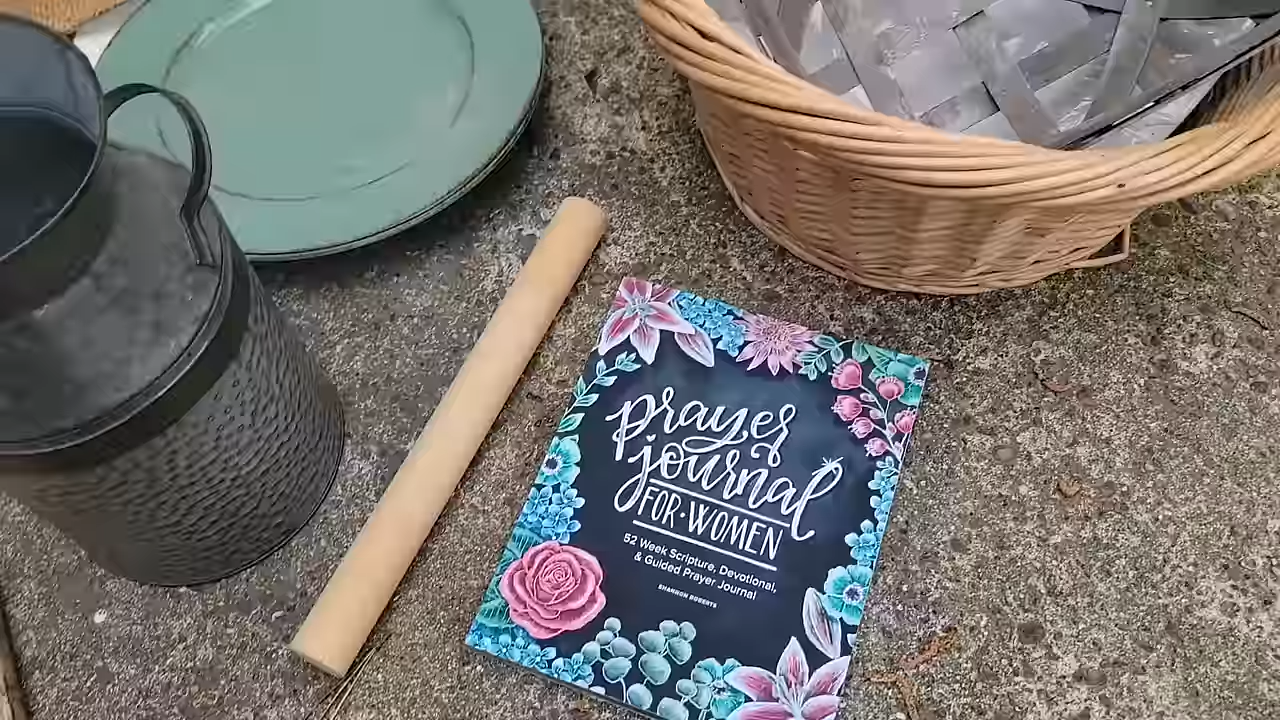 prayer
journal
FOR·WOMEN
52 Week Scripture, Devotional,
& Guided Prayer Journal
SHANNON ROBERTS